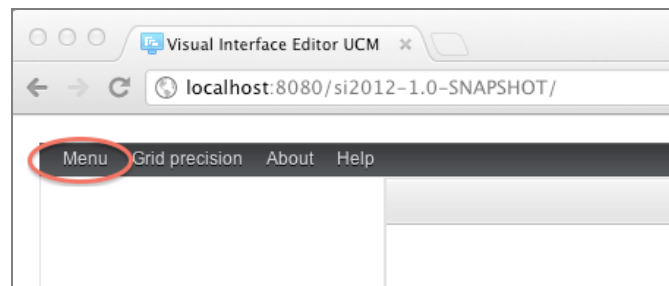 Visual Interface Editor UCM
localhost:8080/si2012-1.0-SNAPSHOT/
Menu Grid precision About Help